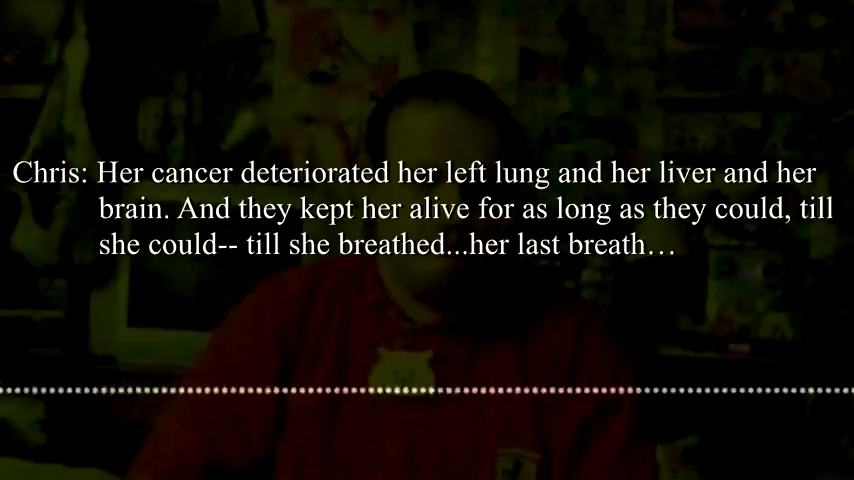 Chris: Her cancer deteriorated her left lung and her liver and her
brain. And they kept her alive for as long as they could, till
she could-- till she breathed...her last breath…